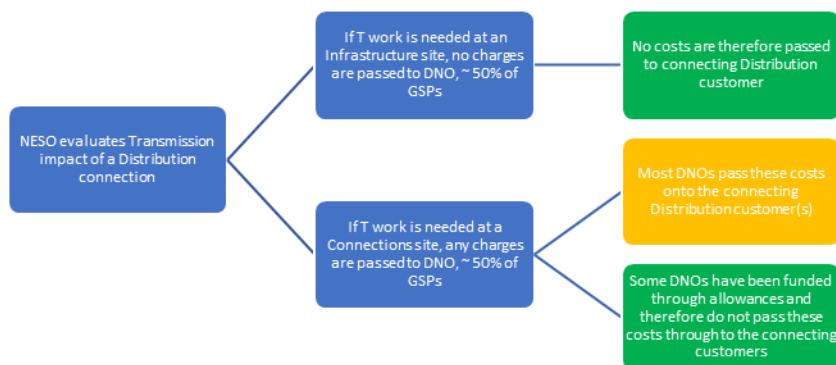 NESO evaluates Transmission
impact of a Distribution
connection
If T work is needed at an
Infrastructure site, no charges
are passed to DNO, ~ 50% of
GSPs
No costs are therefore passed
to connecting Distribution
customer
If T work is needed at a
Connections site, any charges
are passed to DNO, ~ 50% of
GSPs
Most DNOs pass these costs
onto the connecting
Distribution customer(s)
Some DNOs have been funded
through allowances and
therefore do not pass these
costs through to the connecting
customers